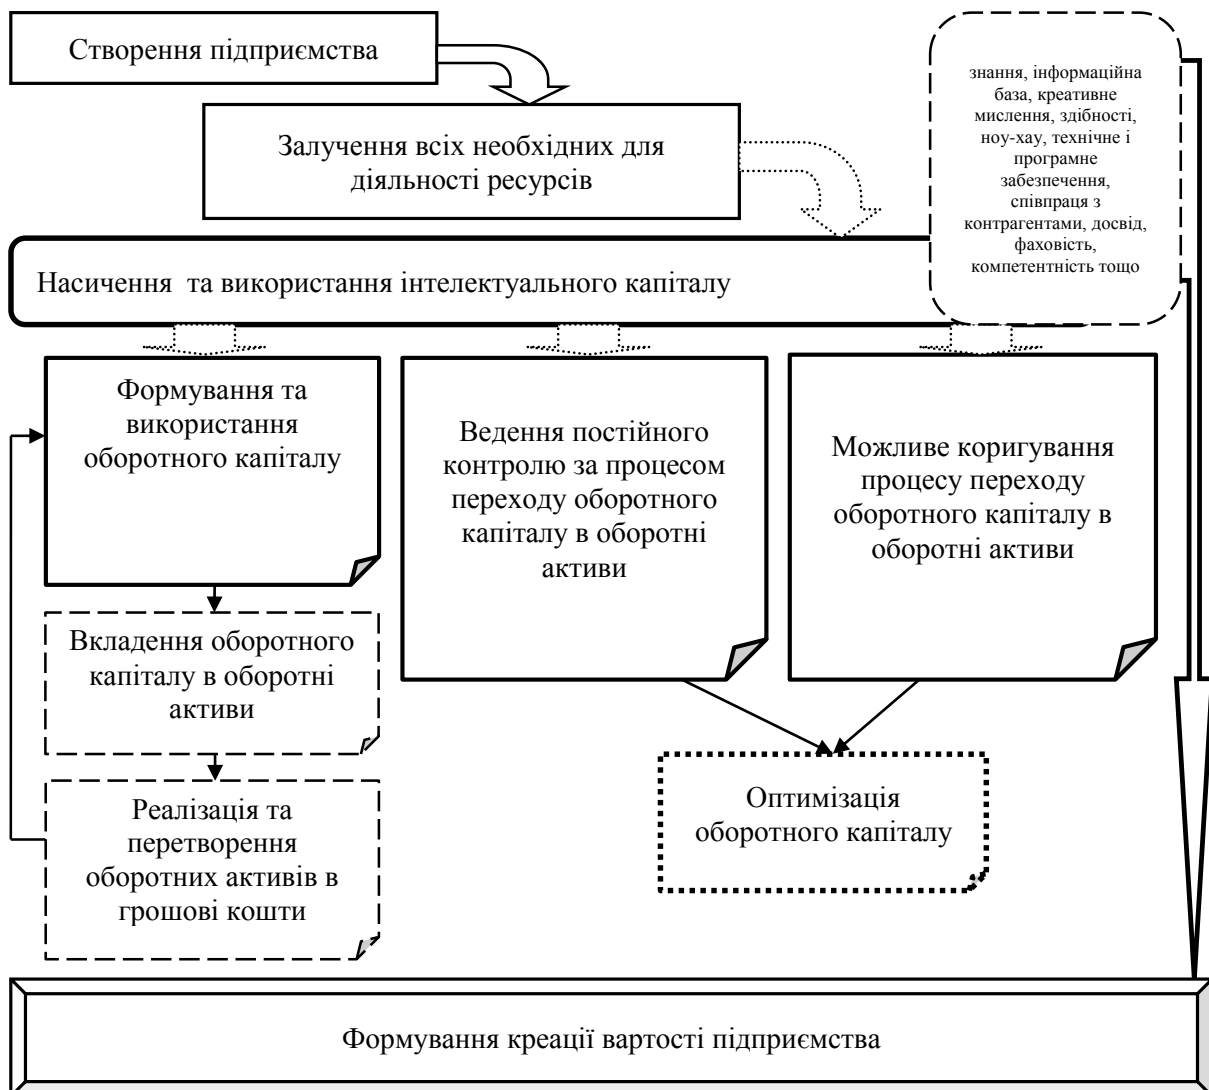 Створення підприємства
знання, інформаційна
база, креативне
мислення, здібності,
ноу-хау, технічне і
програмне
забезпечення,
співпраця з
контрагентами, досвід,
фаховість,
компетентність тощо
Залучення всіх необхідних для
діяльності ресурсів
Насичення та використання інтелектуального капіталу
Формування та
використання
оборотного капіталу
Ведення постійного
контролю за процесом
переходу оборотного
капіталу в оборотні
активи
Можливе коригування
процесу переходу
оборотного капіталу в
оборотні активи
Вкладення оборотного
капіталу в оборотні
активи
Реалізація та
перетворення
оборотних активів в
грошові кошти
Оптимізація
оборотного капіталу
Формування креації вартості підприємства